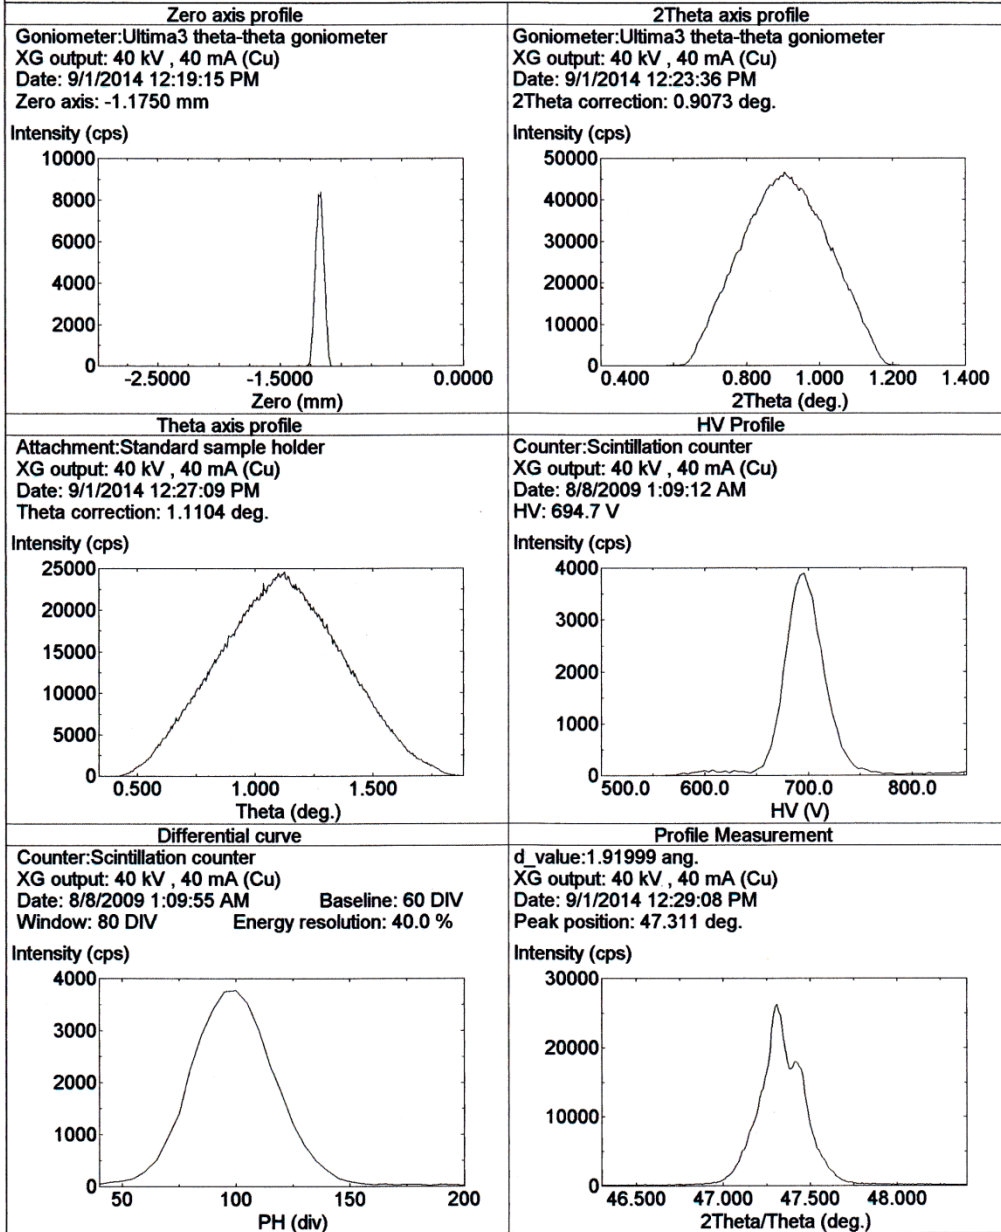 Zero axis profile
Goniometer:Ultima3 theta-theta goniometer
XG output: 40 kV , 40 mA (Cu)
Date: 9/1/2014 12:19:15 PM
Zero axis: -1.1750 mm
Intensity (cps)
10000
8000
6000
4000
2000
0
-2.5000 -1.5000 0.0000
Zero (mm)
2Theta axis profile
Goniometer:Ultima3 theta-theta goniometer
XG output: 40 kV , 40 mA (Cu)
Date: 9/1/2014 12:23:36 PM
2Theta correction: 0.9073 deg.
Intensity (cps)
50000
40000
30000
20000
10000
0
0.400 0.800 1.000 1.200 1.400
2Theta (deg.)
Theta axis profile
Attachment:Standard sample holder
XG output: 40 kV , 40 mA (Cu)
Date: 9/1/2014 12:27:09 PM
Theta correction: 1.1104 deg.
Intensity (cps)
25000
20000
15000
10000
5000
0
0.500 1.000 1.500
Theta (deg.)
HV Profile
Counter:Scintillation counter
XG output: 40 kV , 40 mA (Cu)
Date: 8/8/2009 1:09:12 AM
HV: 694.7 V
Intensity (cps)
4000
3000
2000
1000
0
500.0 600.0 700.0 800.0
HV (V)
Differential curve
Counter:Scintillation counter
XG output: 40 kV , 40 mA (Cu)
Date: 8/8/2009 1:09:55 AM Baseline: 60 DIV
Window: 80 DIV Energy resolution: 40.0 %
Intensity (cps)
4000
3000
2000
1000
0
50 100 150 200
PH (div)
Profile Measurement
d_value:1.91999 ang.
XG output: 40 kV , 40 mA (Cu)
Date: 9/1/2014 12:29:08 PM
Peak position: 47.311 deg.
Intensity (cps)
30000
20000
10000
0
46.500 47.000 47.500 48.000
2Theta/Theta (deg.)